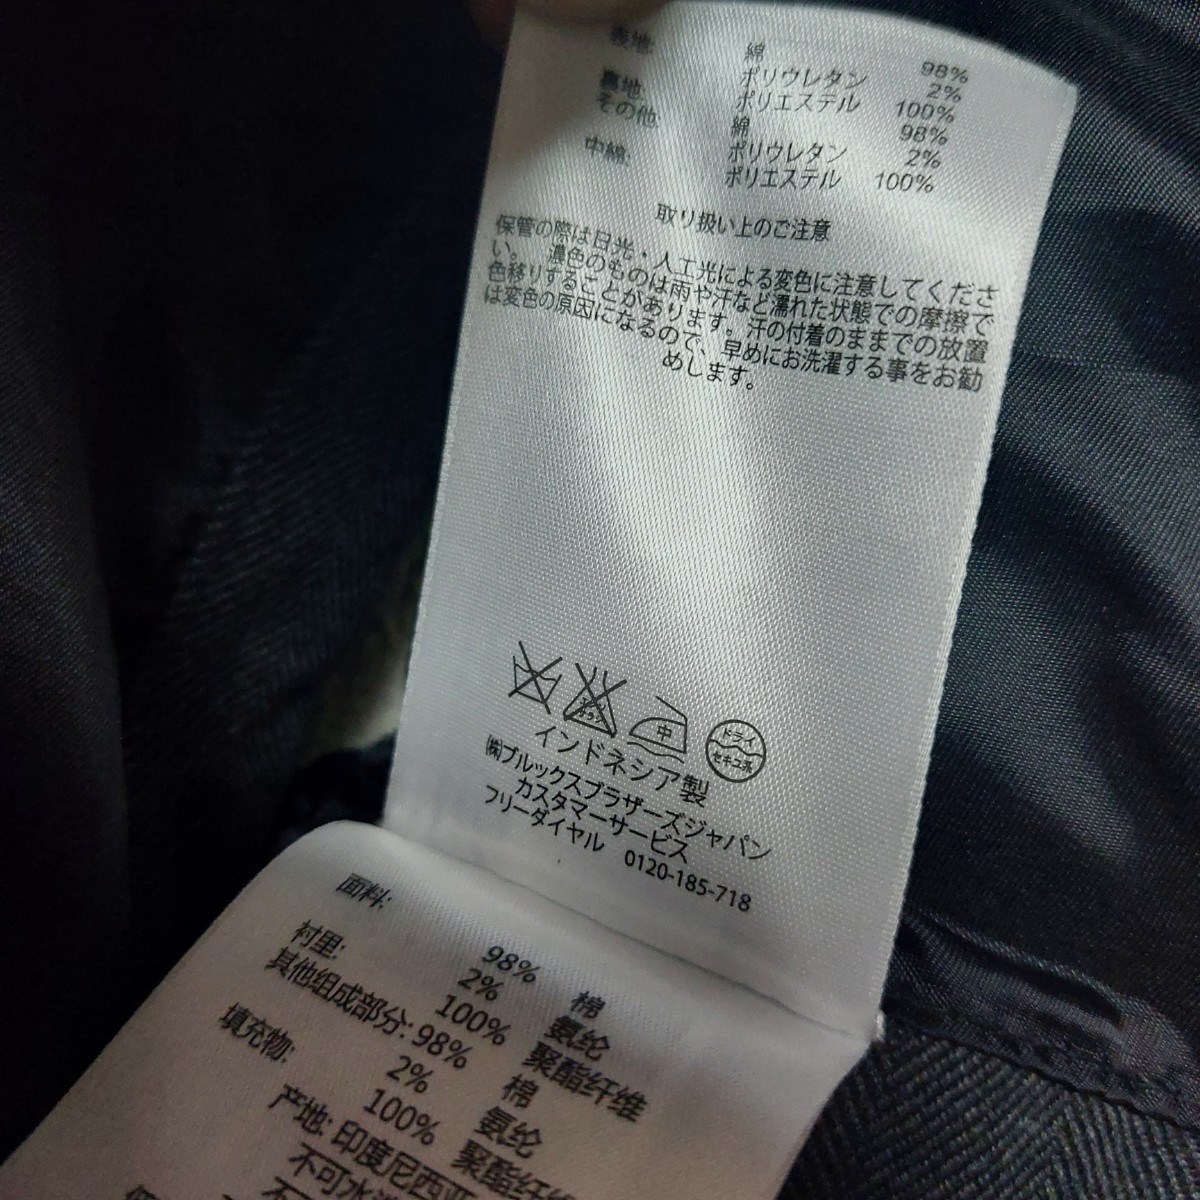 表地: 綿 98%
ポリウレタン 2%
裏地: ポリエステル 100%
その他: 綿 98%
ポリウレタン 2%
中綿: ポリエステル 100%
取り扱い上のご注意
保管の際は日光・人工光による変色に注意してくださ
い。 濃色のものは雨や汗など濡れた状態での摩擦で
色移りすることがあります。汗の付着のままでの放置
は変色の原因になるので、早めにお洗濯する事をお勧
めします。
中
ドライ
セキユ系
インドネシア製
㈱ブルックスブラザーズジャパン
カスタマーサービス
フリーダイヤル 0120-185-718
面料: 98% 棉
2% 氨纶
衬里: 100% 聚酯纤维
其他组成部分: 98% 棉
2% 氨纶
填充物: 100% 聚酯纤维
产地: 印度尼西亚
不可水